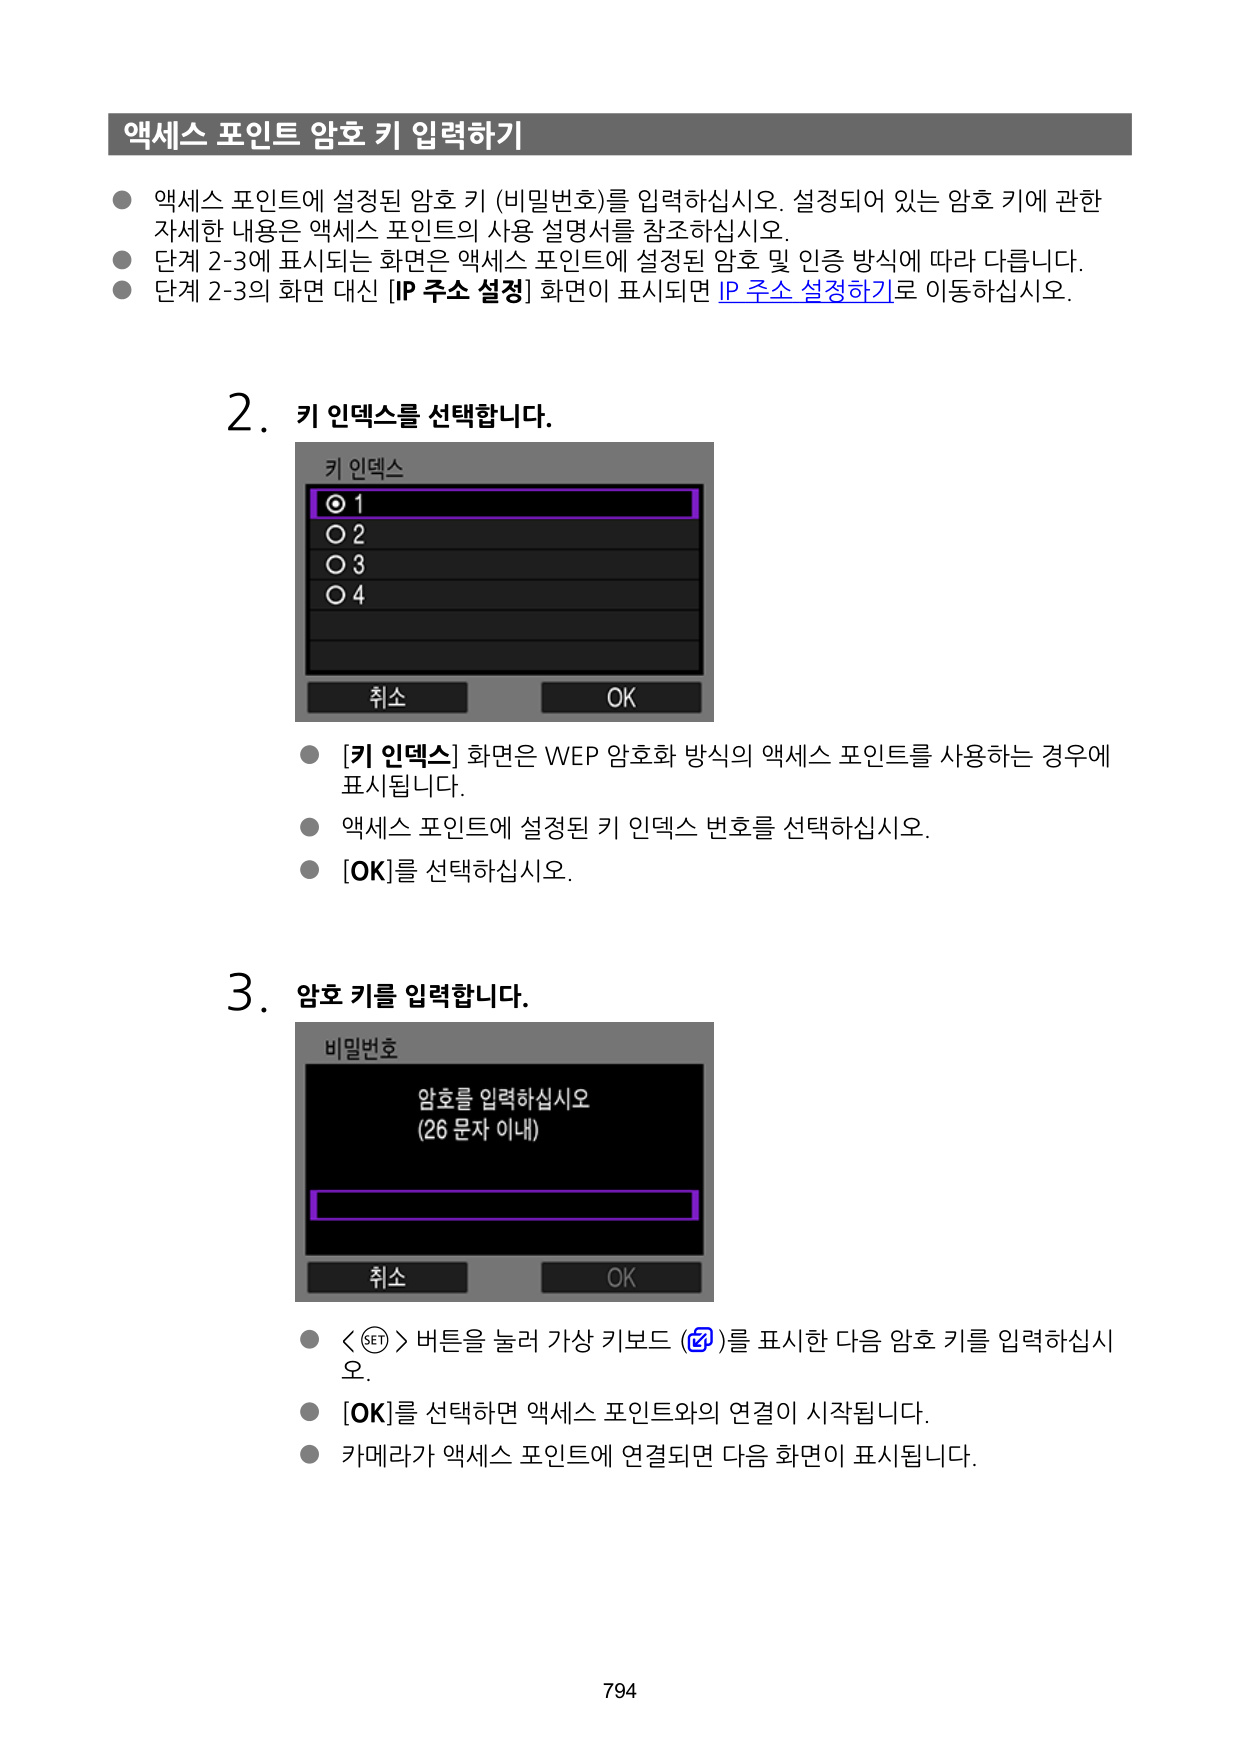 액세스 포인트 암호 키 입력하기
● 액세스 포인트에 설정된 암호 키 (비밀번호)를 입력하십시오. 설정되어 있는 암호 키에 관한
자세한 내용은 액세스 포인트의 사용 설명서를 참조하십시오.
● 단계 2-3에 표시되는 화면은 액세스 포인트에 설정된 암호 및 인증 방식에 따라 다릅니다.
● 단계 2-3의 화면 대신 [IP 주소 설정] 화면이 표시되면 IP 주소 설정하기로 이동하십시오.
2. 키 인덱스를 선택합니다.
키 인덱스
1
2
3
4
취소 OK
● [키 인덱스] 화면은 WEP 암호화 방식의 액세스 포인트를 사용하는 경우에
표시됩니다.
● 액세스 포인트에 설정된 키 인덱스 번호를 선택하십시오.
● [OK]를 선택하십시오.
3. 암호 키를 입력합니다.
비밀번호
암호를 입력하십시오
(26 문자 이내)
취소 OK
● < SET > 버튼을 눌러 가상 키보드 ( )를 표시한 다음 암호 키를 입력하십시
오.
● [OK]를 선택하면 액세스 포인트와의 연결이 시작됩니다.
● 카메라가 액세스 포인트에 연결되면 다음 화면이 표시됩니다.
794